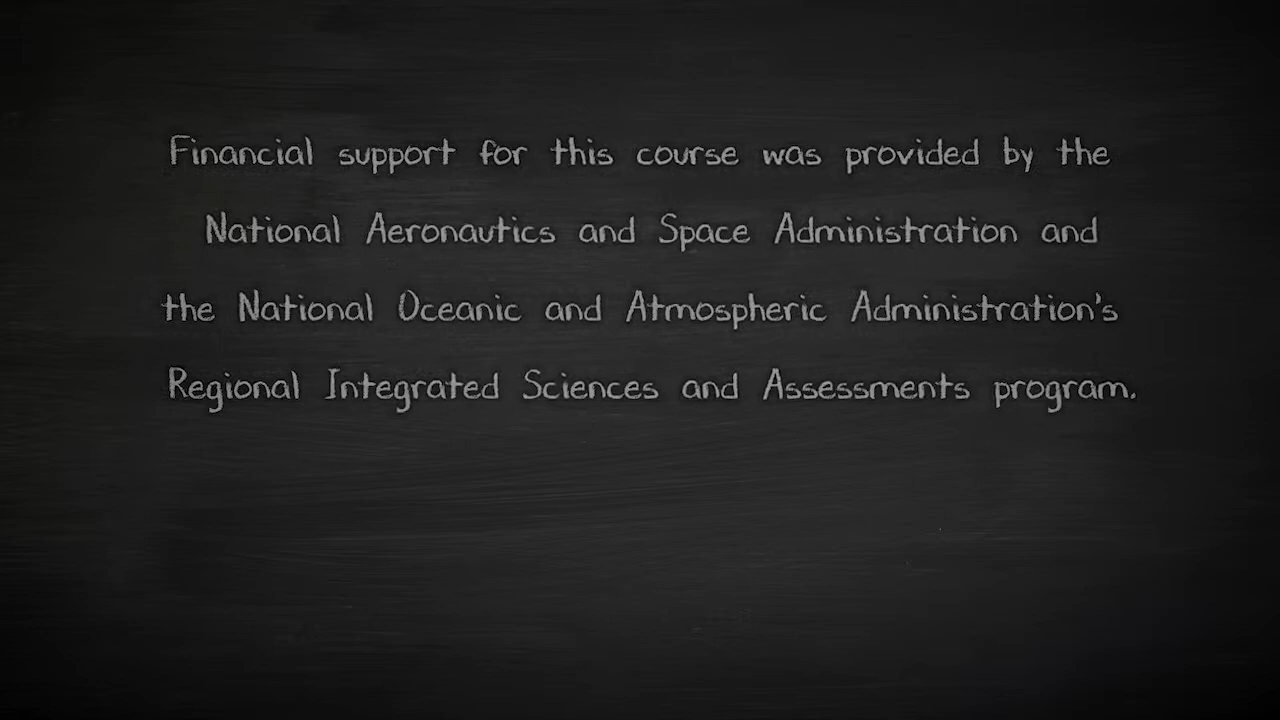 Financial support for this course was provided by the
National Aeronautics and Space Administration and
the National Oceanic and Atmospheric Administration's
Regional Integrated Sciences and Assessments program.